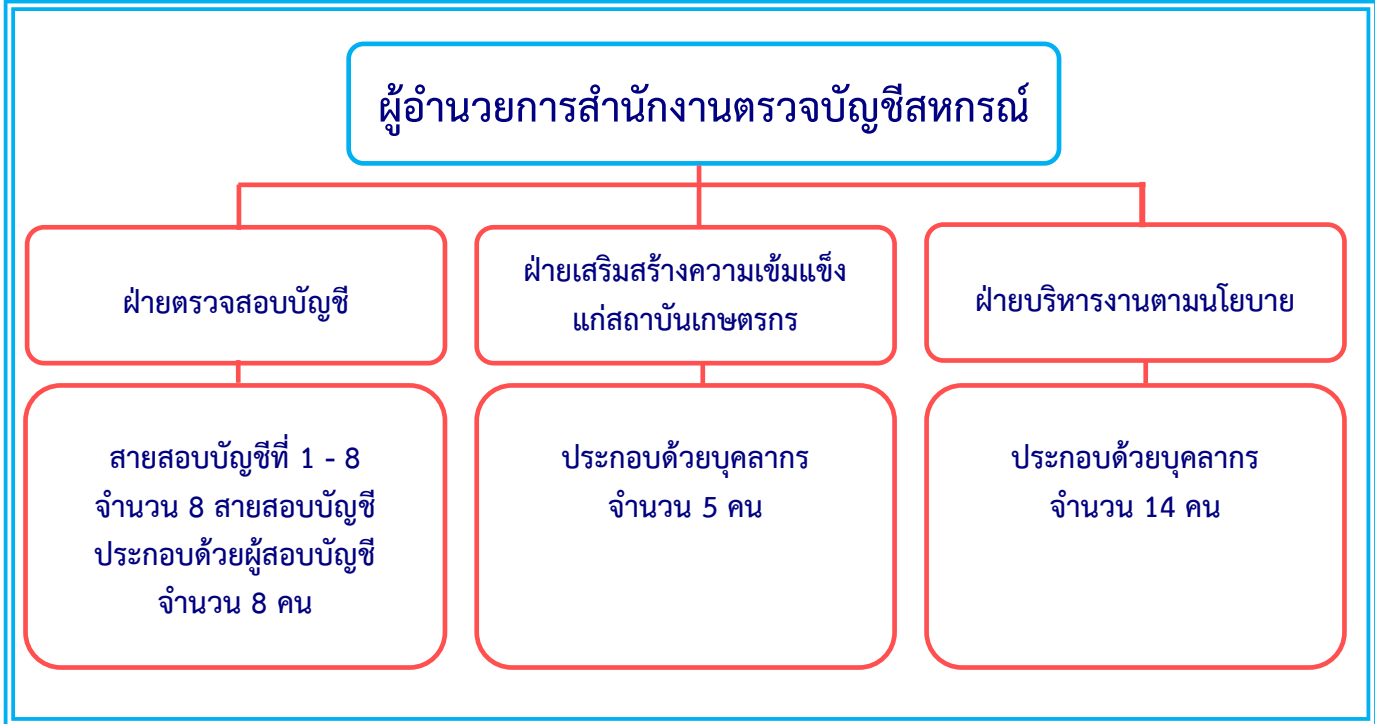 ผู้อำนวยการสำนักงานตรวจบัญชีสหกรณ์
ฝ่ายตรวจสอบบัญชี
ฝ่ายเสริมสร้างความเข้มแข็ง
แก่สถาบันเกษตรกร
ฝ่ายบริหารงานตามนโยบาย
สายสอบบัญชีที่ 1 - 8
จำนวน 8 สายสอบบัญชี
ประกอบด้วยผู้สอบบัญชี
จำนวน 8 คน
ประกอบด้วยบุคลากร
จำนวน 5 คน
ประกอบด้วยบุคลากร
จำนวน 14 คน